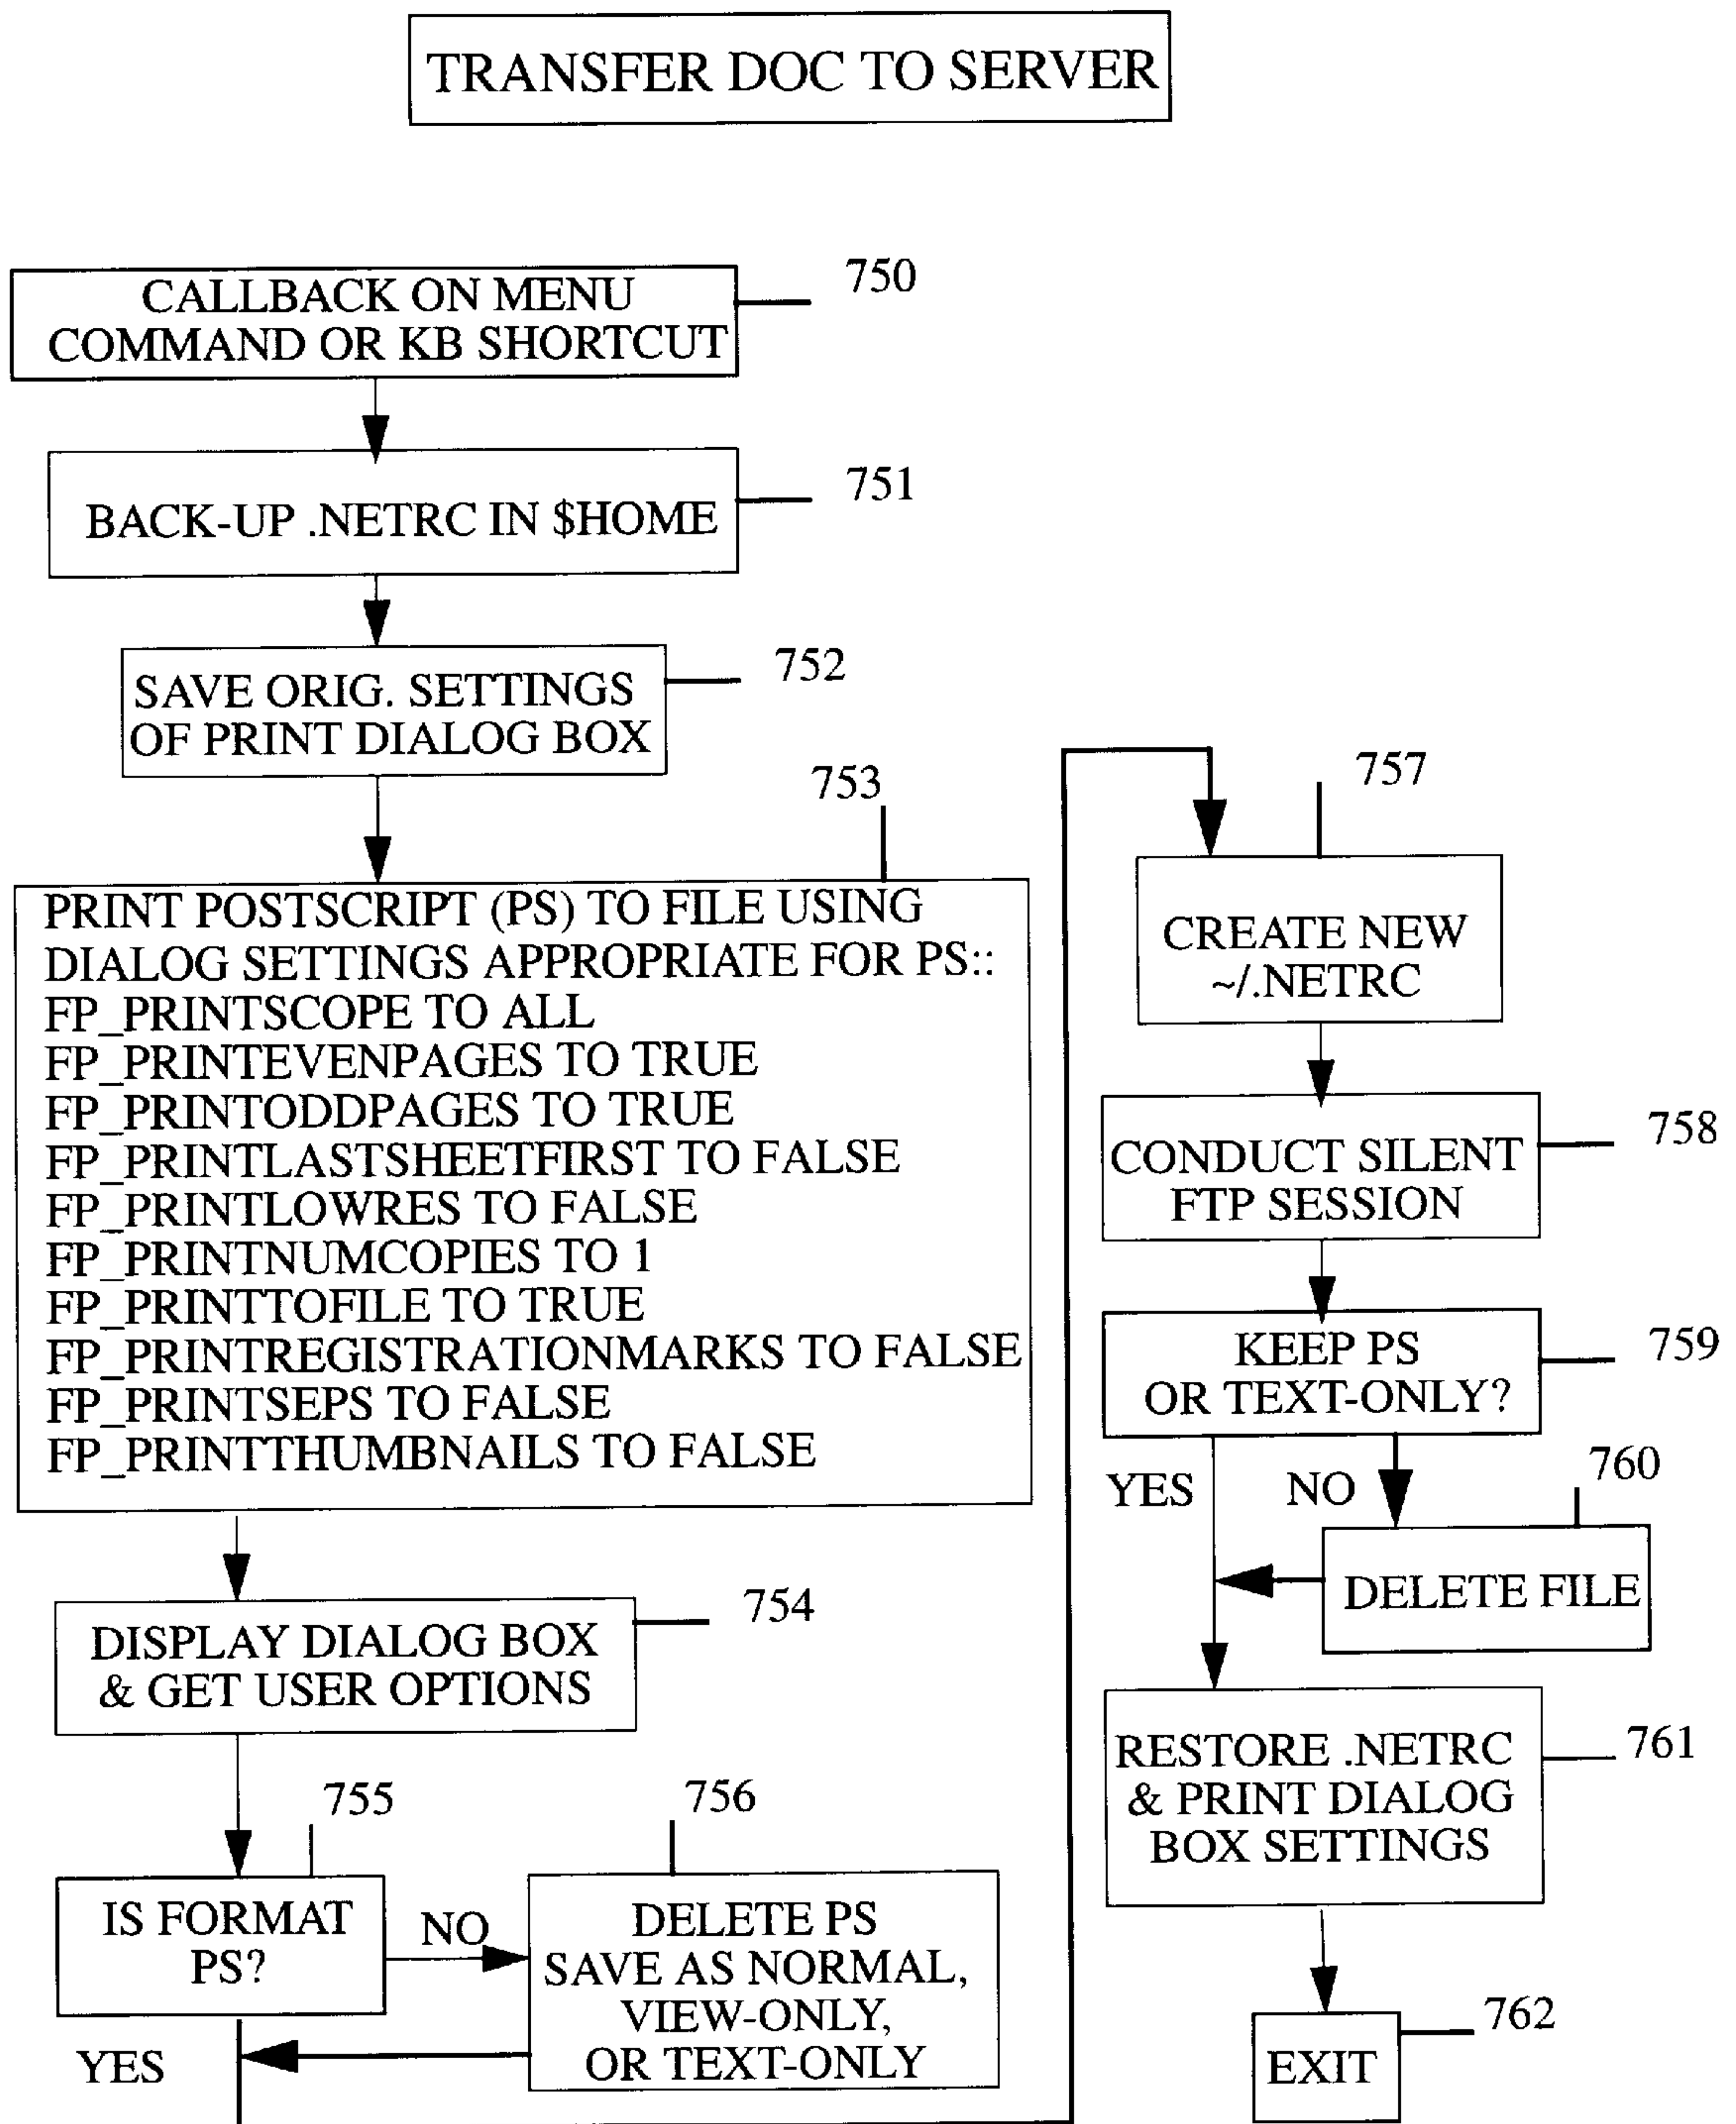 TRANSFER DOC TO SERVER
750
CALLBACK ON MENU
COMMAND OR KB SHORTCUT
751
BACK-UP .NETRC IN $HOME
752
SAVE ORIG. SETTINGS
OF PRINT DIALOG BOX
753
PRINT POSTSCRIPT (PS) TO FILE USING
DIALOG SETTINGS APPROPRIATE FOR PS::
FP_PRINTSCOPE TO ALL
FP_PRINTEVENPAGES TO TRUE
FP_PRINTODDPAGES TO TRUE
FP_PRINTLASTSHEETFIRST TO FALSE
FP_PRINTLOWRES TO FALSE
FP_PRINTNUMCOPIES TO 1
FP_PRINTTOFILE TO TRUE
FP_PRINTREGISTRATIONMARKS TO FALSE
FP_PRINTSEPS TO FALSE
FP_PRINTTHUMBNAILS TO FALSE
754
DISPLAY DIALOG BOX
& GET USER OPTIONS
755
IS FORMAT
PS?
NO
YES
756
DELETE PS
SAVE AS NORMAL,
VIEW-ONLY,
OR TEXT-ONLY
757
CREATE NEW
~/.NETRC
758
CONDUCT SILENT
FTP SESSION
759
KEEP PS
OR TEXT-ONLY?
YES
NO
760
DELETE FILE
761
RESTORE .NETRC
& PRINT DIALOG
BOX SETTINGS
762
EXIT